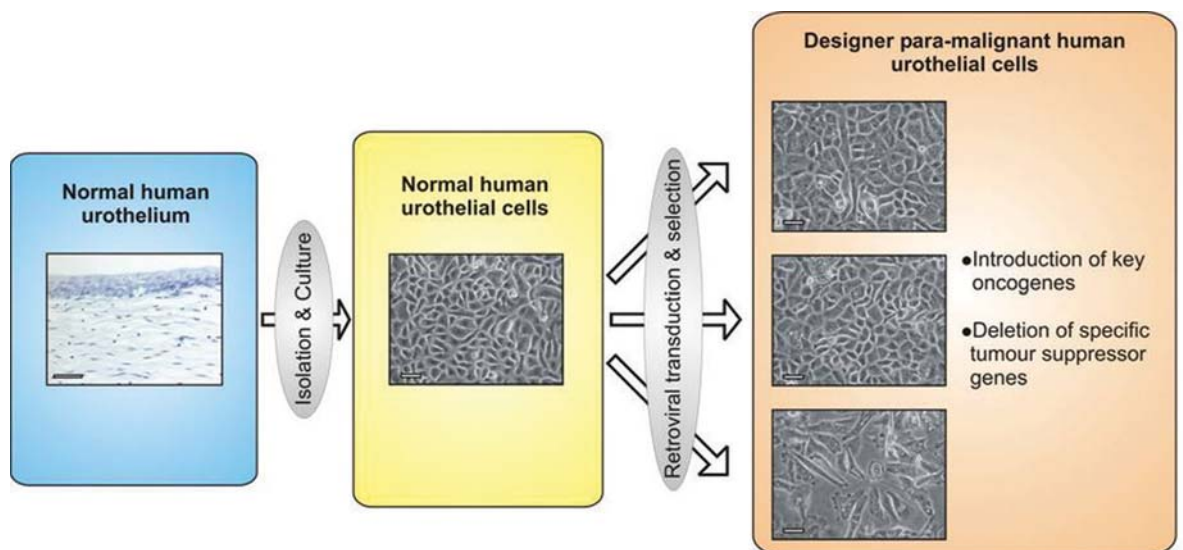 Normal human
urothelium
Isolation & Culture
Normal human
urothelial cells
Retroviral transduction & selection
Designer para-malignant human
urothelial cells
●Introduction of key
oncogenes
●Deletion of specific
tumour suppressor
genes